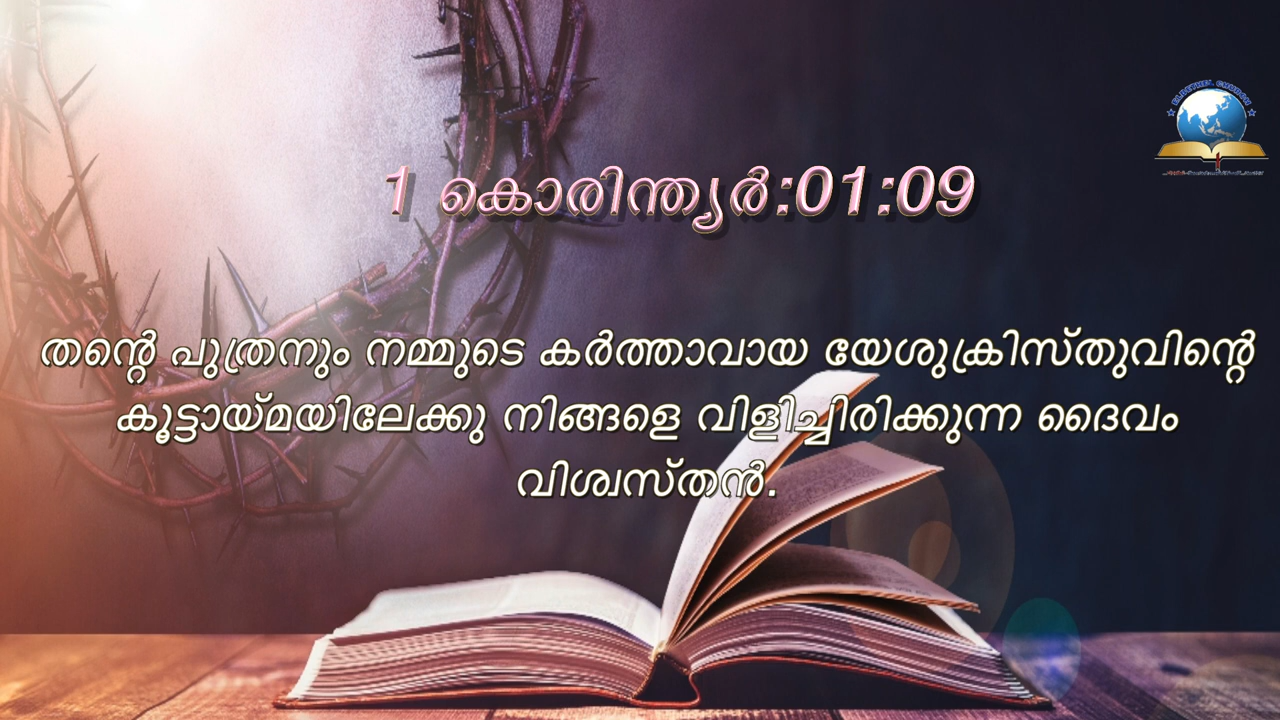 1 കൊരിന്ത്യർ:01:09
തന്റെ പുത്രനും നമ്മുടെ കർത്താവായ യേശുക്രിസ്തുവിന്റെ
കൂട്ടായ്മയിലേക്കു നിങ്ങളെ വിളിച്ചിരിക്കുന്ന ദൈവം
വിശ്വസ്തൻ.